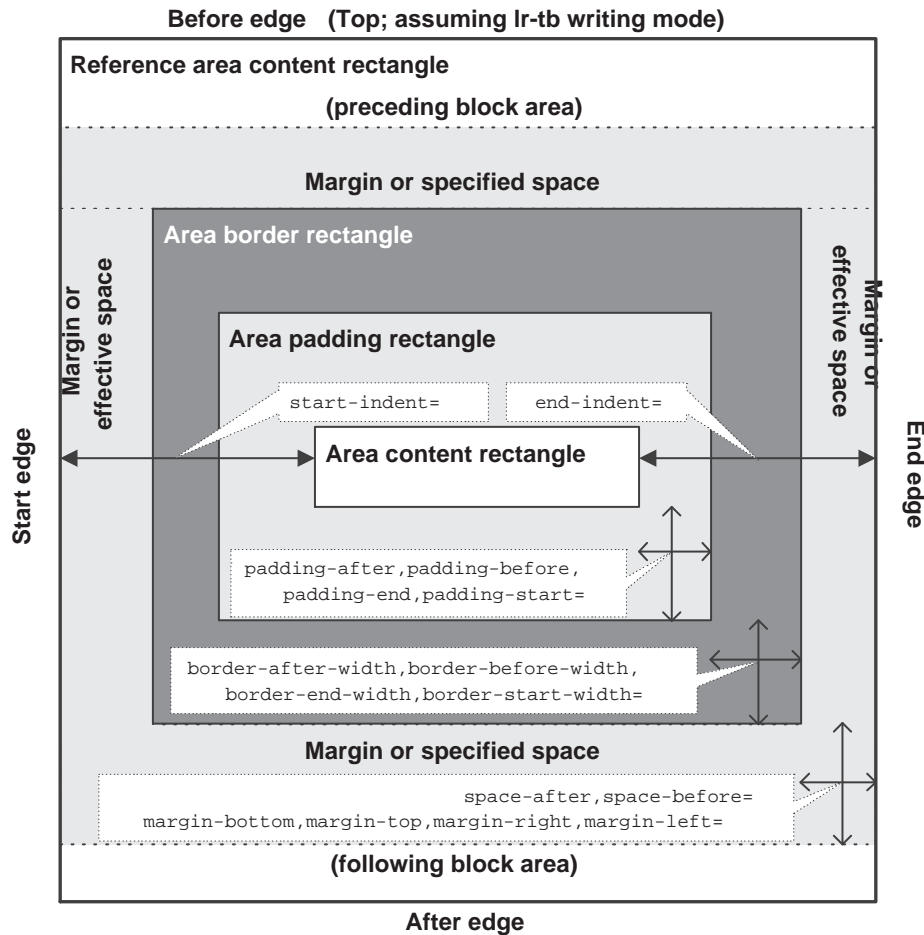 Before edge (Top; assuming lr-tb writing mode)
Reference area content rectangle
(preceding block area)
Margin or specified space
Area border rectangle
Margin or
effective space
Margin or
effective space
Area padding rectangle
start-indent=
end-indent=
Area content rectangle
Start edge
End edge
padding-after,padding-before,
padding-end,padding-start=
border-after-width,border-before-width,
border-end-width,border-start-width=
Margin or specified space
space-after,space-before=
margin-bottom,margin-top,margin-right,margin-left=
(following block area)
After edge